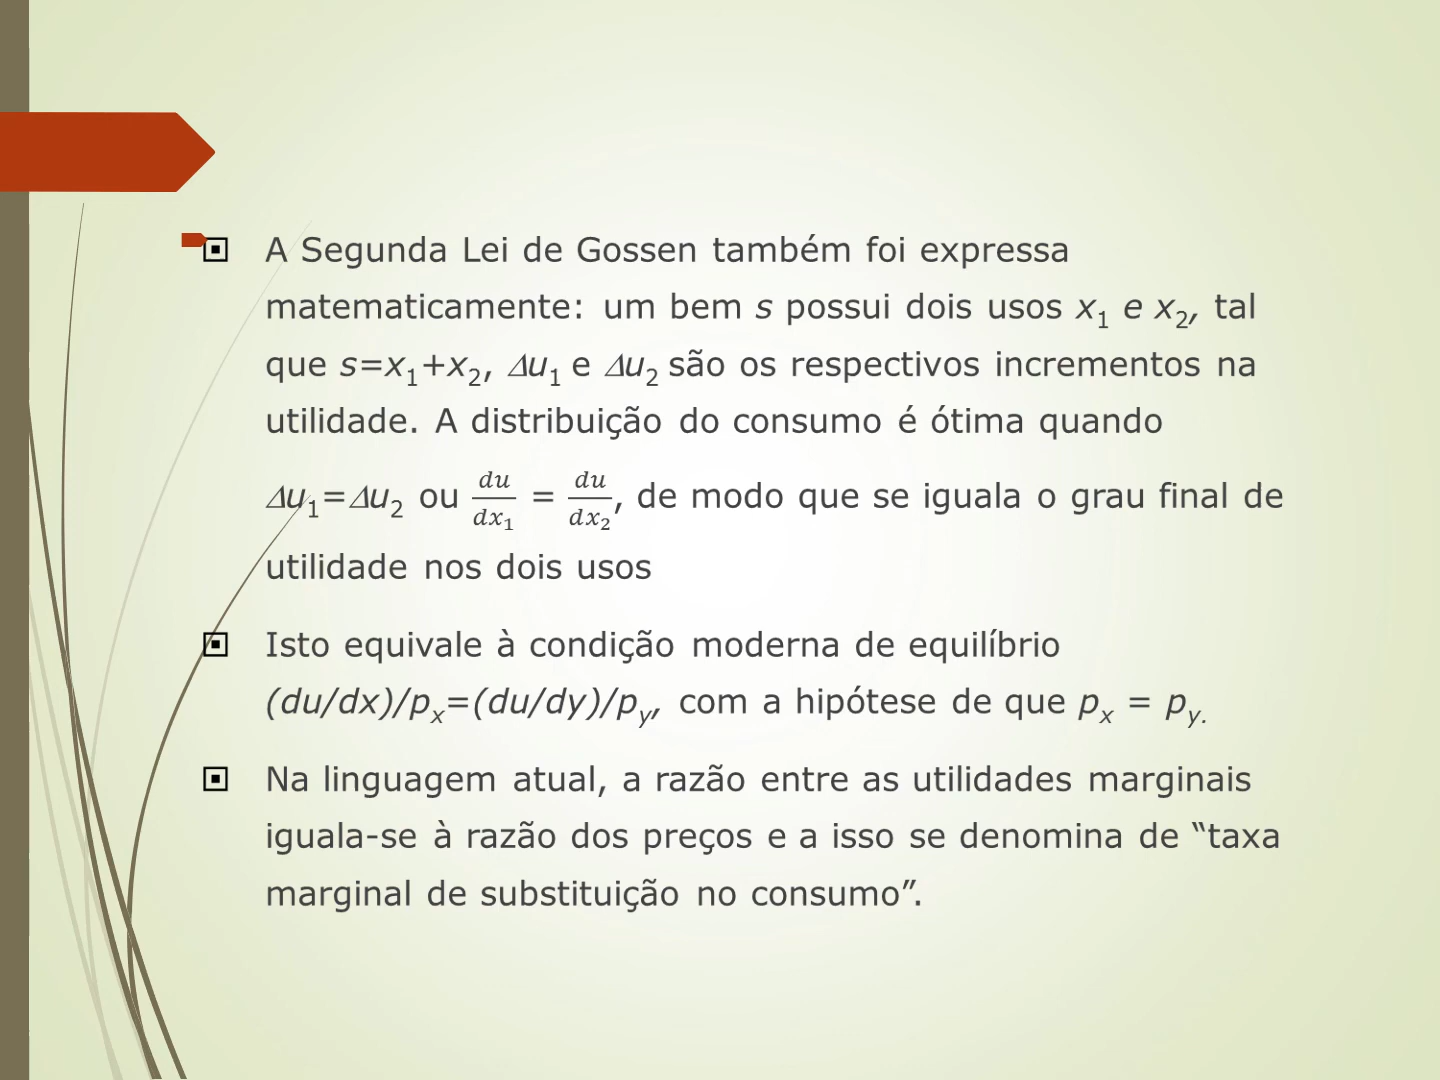 A Segunda Lei de Gossen também foi expressa
matematicamente: um bem s possui dois usos x₁ e x₂, tal
que s=x₁+x₂, Δu₁ e Δu₂ são os respectivos incrementos na
utilidade. A distribuição do consumo é ótima quando
Δu₁=Δu₂ ou du/dx₁ = du/dx₂, de modo que se iguala o grau final de
utilidade nos dois usos
Isto equivale à condição moderna de equilíbrio
(du/dx)/pₓ=(du/dy)/p_y, com a hipótese de que pₓ = p_y.
Na linguagem atual, a razão entre as utilidades marginais
iguala-se à razão dos preços e a isso se denomina de “taxa
marginal de substituição no consumo”.